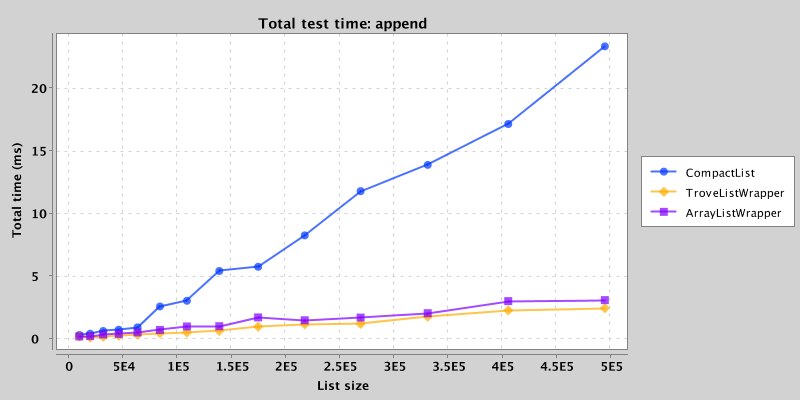 Total test time: append
Total time (ms)
20
15
10
5
0
0 5E4 1E5 1.5E5 2E5 2.5E5 3E5 3.5E5 4E5 4.5E5 5E5
List size
CompactList
TroveListWrapper
ArrayListWrapper